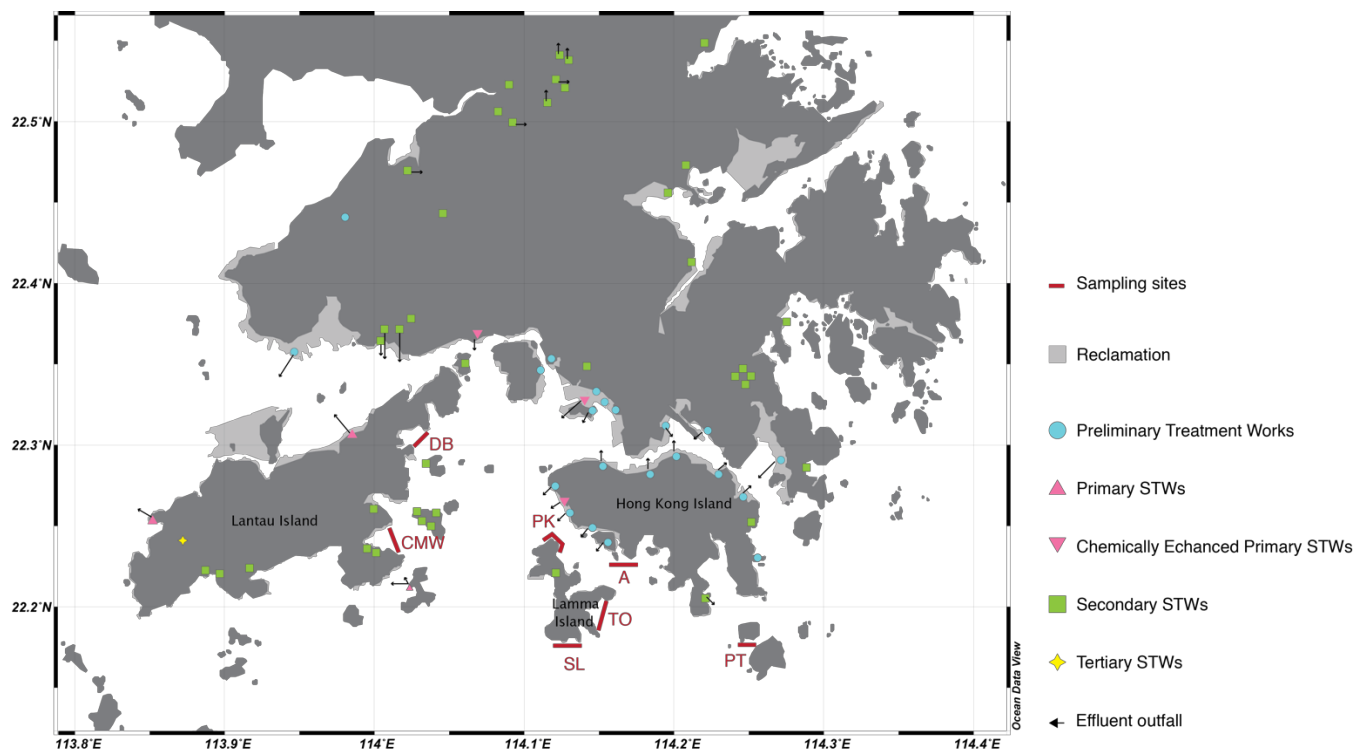 22.5°N
22.4°N
22.3°N
22.2°N
113.8°E
113.9°E
114°E
114.1°E
114.2°E
114.3°E
114.4°E
DB
Lantau Island
CMW
Hong Kong Island
PK
A
Lamma
Island
TO
SL
PT
Ocean Data View
Sampling sites
Reclamation
Preliminary Treatment Works
Primary STWs
Chemically Echanced Primary STWs
Secondary STWs
Tertiary STWs
Effluent outfall